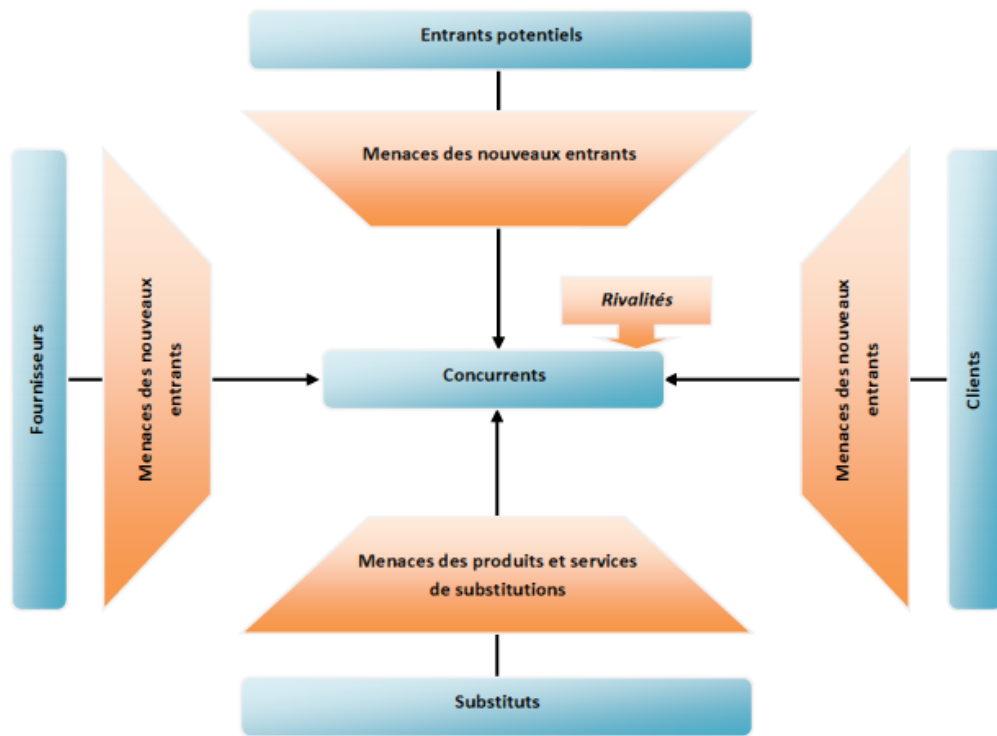 Entrants potentiels
Menaces des nouveaux entrants
Fournisseurs
Menaces des nouveaux
entrants
Rivalités
Concurrents
Menaces des nouveaux
entrants
Clients
Menaces des produits et services
de substitutions
Substituts